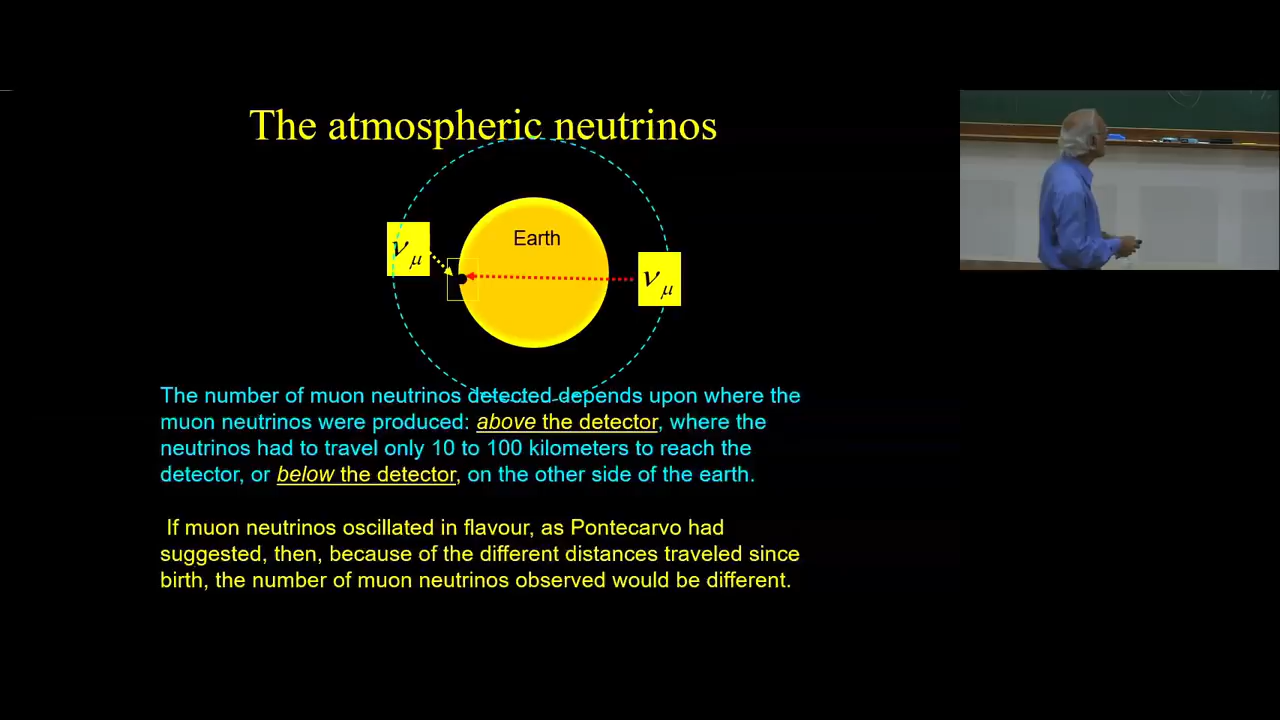 The atmospheric neutrinos
Earth
νμ
νμ
The number of muon neutrinos detected depends upon where the
muon neutrinos were produced: above the detector, where the
neutrinos had to travel only 10 to 100 kilometers to reach the
detector, or below the detector, on the other side of the earth.
If muon neutrinos oscillated in flavour, as Pontecarvo had
suggested, then, because of the different distances traveled since
birth, the number of muon neutrinos observed would be different.